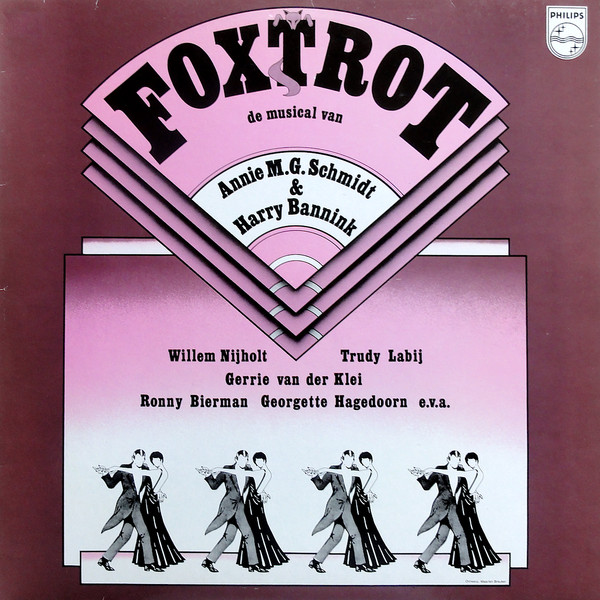 PHILIPS
FOXTROT
de musical van
Annie M.G. Schmidt
&
Harry Bannink
Willem Nijholt Trudy Labij
Gerrie van der Klei
Ronny Bierman Georgette Hagedoorn e.v.a.